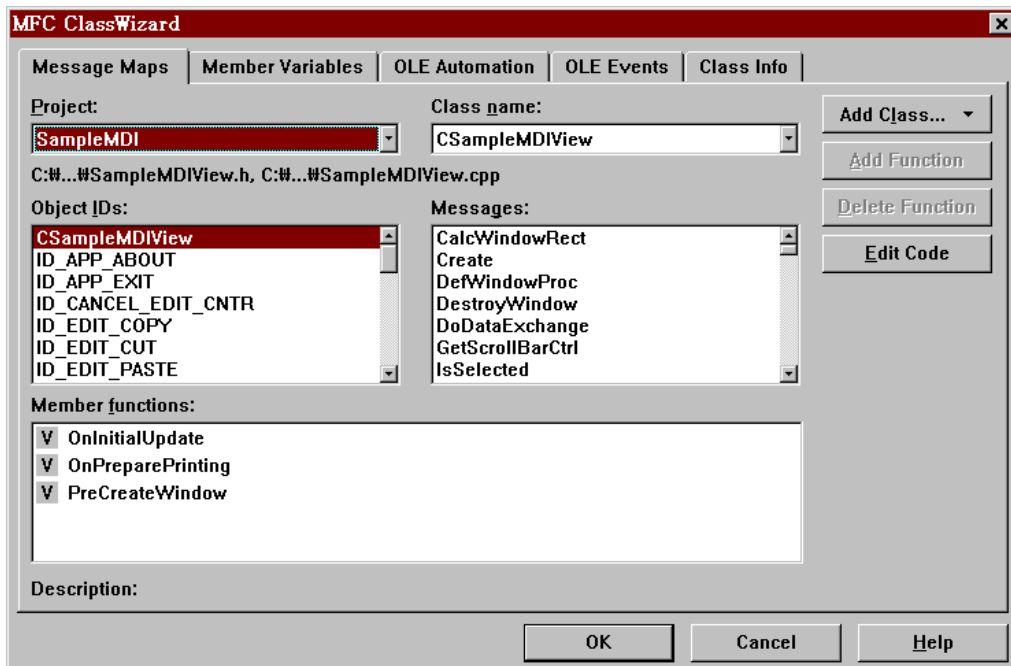 MFC ClassWizard
Message Maps Member Variables OLE Automation OLE Events Class Info
Project: Class name:
SampleMDI CSampleMDIView
Add Class...
C:₩...₩SampleMDIView.h, C:₩...₩SampleMDIView.cpp
Add Function
Object IDs: Messages:
Delete Function
CSampleMDIView CalcWindowRect
ID_APP_ABOUT Create
Edit Code
ID_APP_EXIT DefWindowProc
ID_CANCEL_EDIT_CNTR DestroyWindow
ID_EDIT_COPY DoDataExchange
ID_EDIT_CUT GetScrollBarCtrl
ID_EDIT_PASTE IsSelected
Member functions:
V OnInitialUpdate
V OnPreparePrinting
V PreCreateWindow
Description:
OK Cancel Help